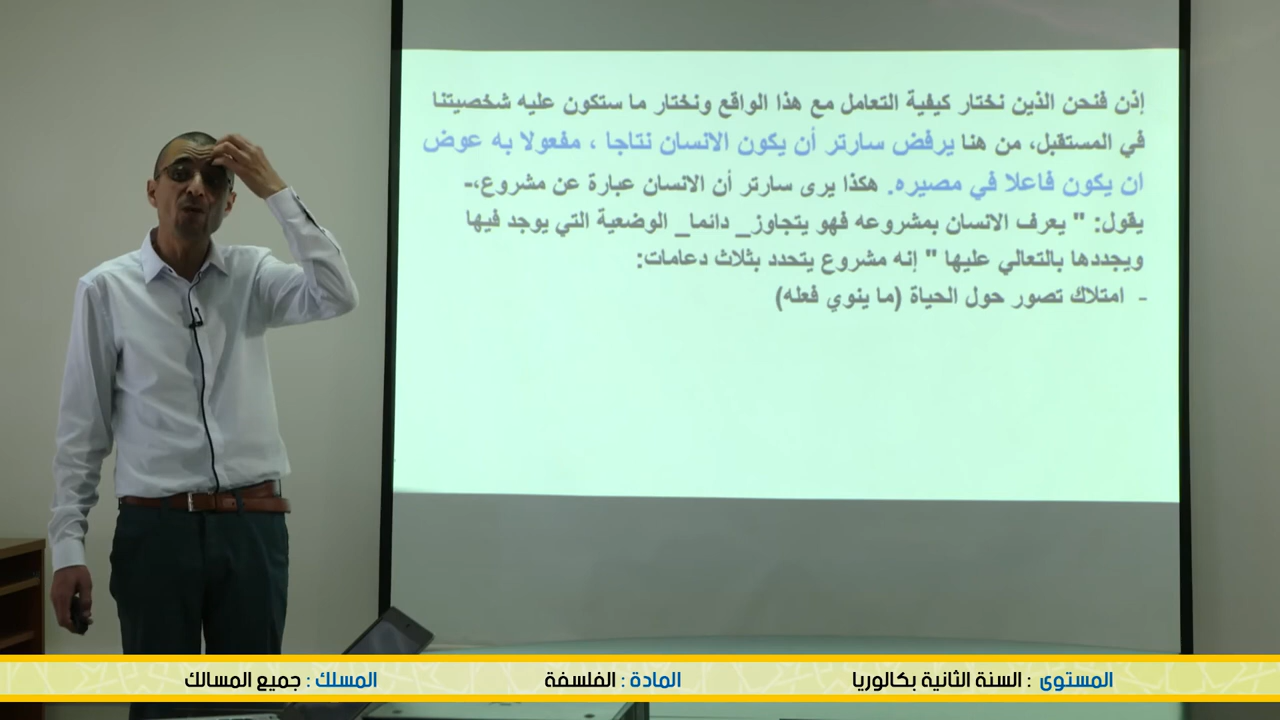 إذن فنحن الذين نختار كيفية التعامل مع هذا الواقع ونختار ما ستكون عليه شخصيتنا
في المستقبل، من هنا يرفض سارتر أن يكون الانسان نتاجا ، مفعولا به عوض
ان يكون فاعلا في مصيره. هكذا يرى سارتر أن الانسان عبارة عن مشروع،-
يقول: " يعرف الانسان بمشروعه فهو يتجاوز_ دائما_ الوضعية التي يوجد فيها
ويجددها بالتعالي عليها " إنه مشروع يتحدد بثلاث دعامات:
- امتلاك تصور حول الحياة (ما ينوي فعله)
المستوى : السنة الثانية بكالوريا المادة : الفلسفة المسلك : جميع المسالك